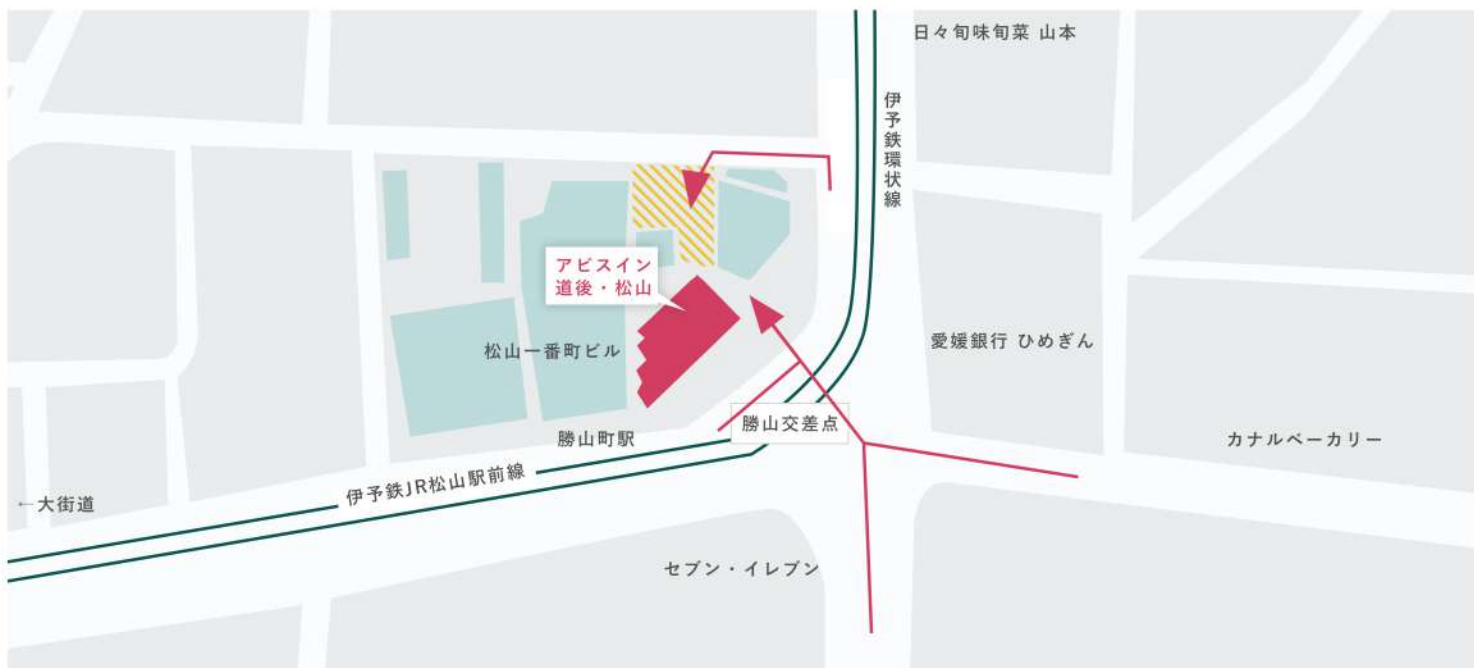 日々旬味旬菜 山本
伊予鉄環状線
アビスイン
道後・松山
松山一番町ビル
愛媛銀行 ひめぎん
勝山交差点
勝山町駅
カナルベーカリー
伊予鉄JR松山駅前線
←大街道
セブン・イレブン